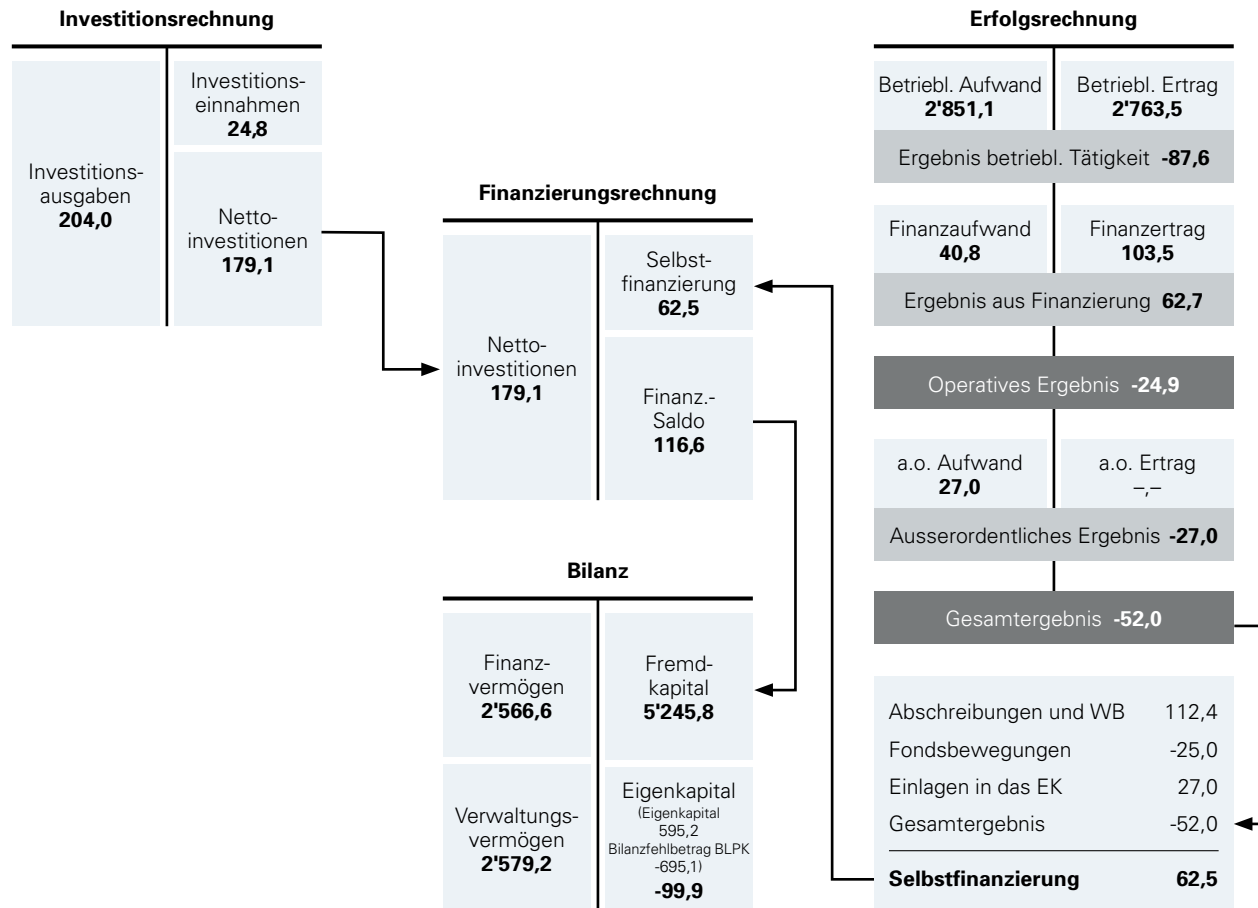 Investitionsrechnung
Investitions-
ausgaben
204,0
Investitions-
einnahmen
24,8
Netto-
investitionen
179,1
Finanzierungsrechnung
Netto-
investitionen
179,1
Selbst-
finanzierung
62,5
Finanz.-
Saldo
116,6
Bilanz
Finanz-
vermögen
2'566,6
Fremd-
kapital
5'245,8
Verwaltungs-
vermögen
2'579,2
Eigenkapital
(Eigenkapital
595,2
Bilanzfehlbetrag BLPK
-695,1)
-99,9
Erfolgsrechnung
Betriebl. Aufwand
2'851,1
Betriebl. Ertrag
2'763,5
Ergebnis betriebl. Tätigkeit -87,6
Finanzaufwand
40,8
Finanzertrag
103,5
Ergebnis aus Finanzierung 62,7
Operatives Ergebnis -24,9
a.o. Aufwand
27,0
a.o. Ertrag
–,–
Ausserordentliches Ergebnis -27,0
Gesamtergebnis -52,0
Abschreibungen und WB 112,4
Fondsbewegungen -25,0
Einlagen in das EK 27,0
Gesamtergebnis -52,0
Selbstfinanzierung 62,5